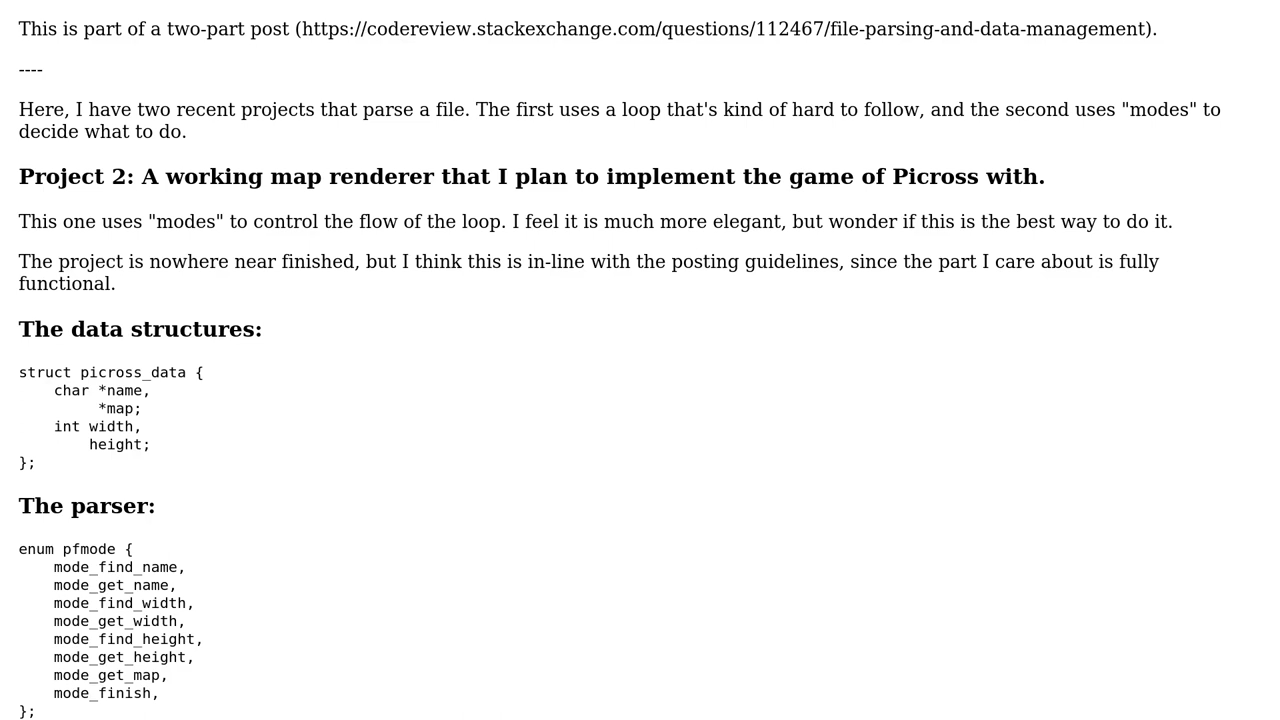 This is part of a two-part post (https://codereview.stackexchange.com/questions/112467/file-parsing-and-data-management).
----
Here, I have two recent projects that parse a file. The first uses a loop that's kind of hard to follow, and the second uses "modes" to
decide what to do.
Project 2: A working map renderer that I plan to implement the game of Picross with.
This one uses "modes" to control the flow of the loop. I feel it is much more elegant, but wonder if this is the best way to do it.
The project is nowhere near finished, but I think this is in-line with the posting guidelines, since the part I care about is fully
functional.
The data structures:
struct picross_data {
    char *name,
         *map;
    int width,
        height;
};
The parser:
enum pfmode {
    mode_find_name,
    mode_get_name,
    mode_find_width,
    mode_get_width,
    mode_find_height,
    mode_get_height,
    mode_get_map,
    mode_finish,
};